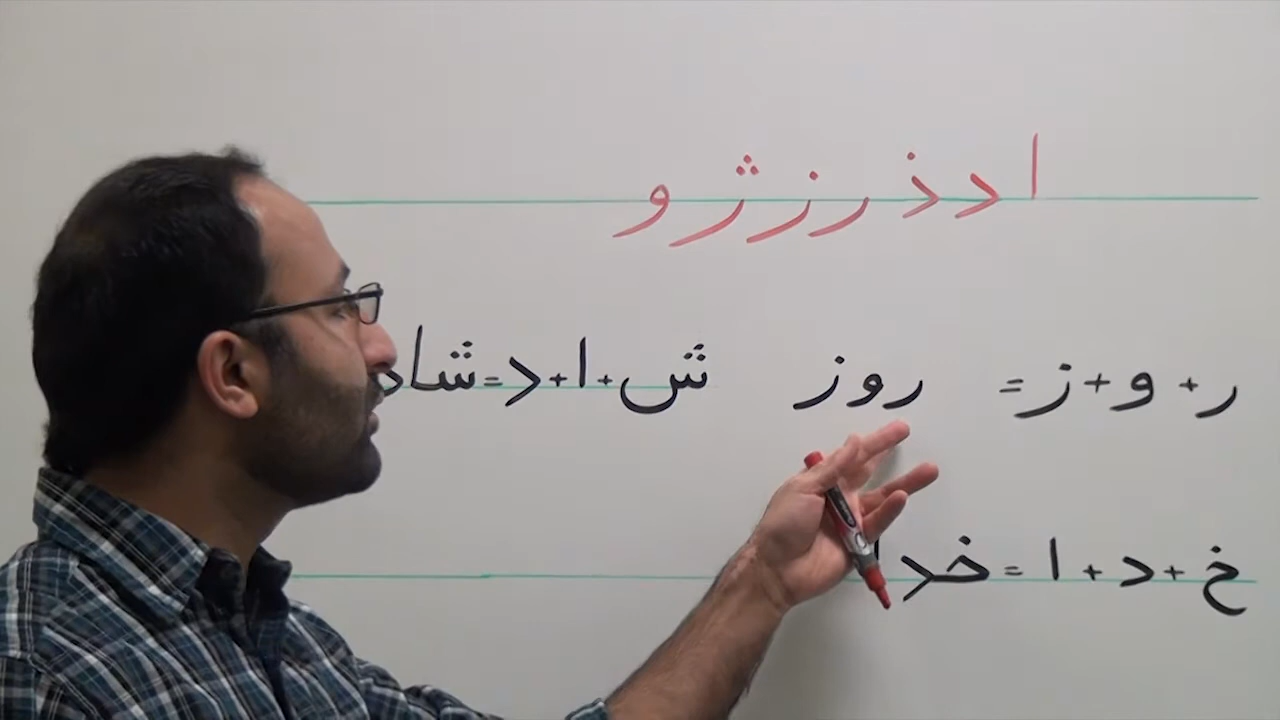 ا د ذ ر ز ژ و
ر + و + ز = روز ش + ا + د = شاد
خ + د + ا = خدا